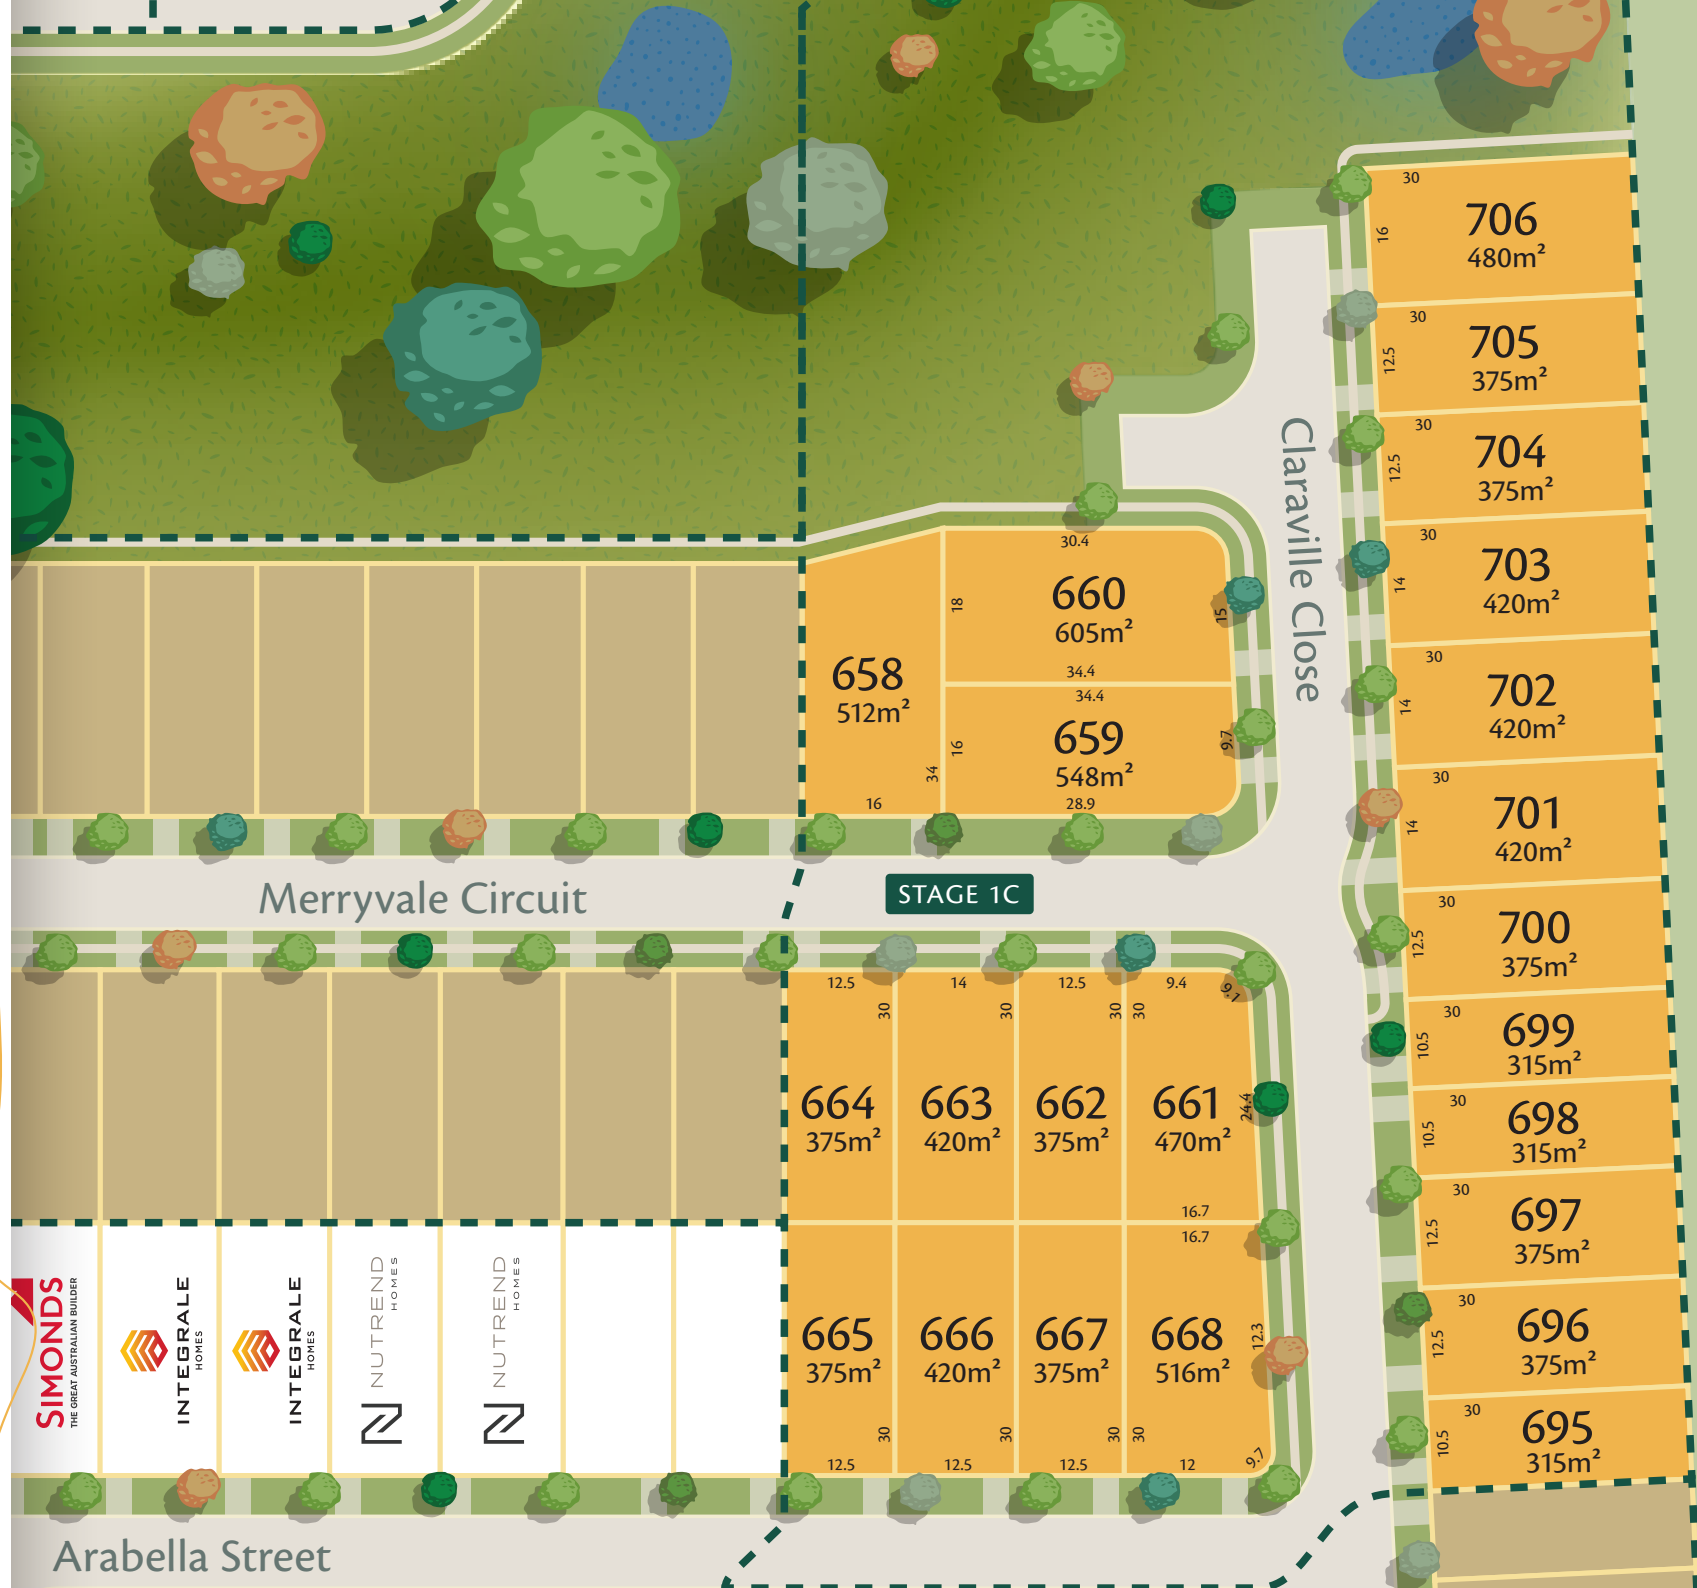 30
706
16
480m²
30
705
12.5
375m²
30
704
12.5
375m²
30
703
14
420m²
30
702
14
420m²
30
701
14
420m²
30
700
12.5
375m²
30
699
10.5
315m²
30
698
10.5
315m²
30
697
12.5
375m²
30
696
12.5
375m²
30
695
10.5
315m²
Claraville Close
30.4
18
660
605m²
15
34.4
34.4
658
512m²
34
16
16
659
548m²
9.7
28.9
Merryvale Circuit
STAGE 1C
12.5
14
12.5
9.4
9.1
30
30
30
30
664
375m²
663
420m²
662
375m²
661
470m²
24.4
16.7
16.7
665
375m²
666
420m²
667
375m²
668
516m²
12.3
30
30
30
30
12.5
12.5
12.5
12
9.7
SIMONDS
THE GREAT AUSTRALIAN BUILDER
INTEGRALE
HOMES
INTEGRALE
HOMES
NUTREND
HOMES
NUTREND
HOMES
Arabella Street